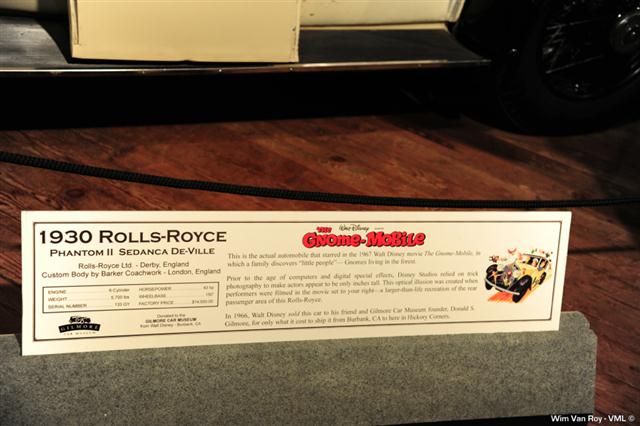 1930 ROLLS-ROYCE
PHANTOM II SEDANCA DE-VILLE
Rolls-Royce Ltd. - Derby, England
Custom Body by Barker Coachwork - London, England
ENGINE 6-Cylinder HORSEPOWER 43 hp
WEIGHT 5,700 lbs WHEELBASE 150"
SERIAL NUMBER 133 GY FACTORY PRICE
GILMORE
CAR MUSEUM
Donated to the
GILMORE CAR MUSEUM
from Walt Disney - Burbank, CA
Walt Disney
THE
GNOME-MOBILE
This is the actual automobile that starred in the 1967 Walt Disney movie The Gnome-Mobile, in
which a family discovers "little people"— Gnomes living in the forest.
Prior to the age of computers and digital special effects, Disney Studios relied on trick
photography to make actors appear to be only inches tall. This optical illusion was created when
performers were filmed in the movie set to your right—a larger-than-life recreation of the rear
passenger area of this Rolls-Royce.
In 1966, Walt Disney sold this car to his friend and Gilmore Car Museum founder, Donald S.
Gilmore, for only what it cost to ship it from Burbank, CA to here in Hickory Corners.
Wim Van Roy - VML ©